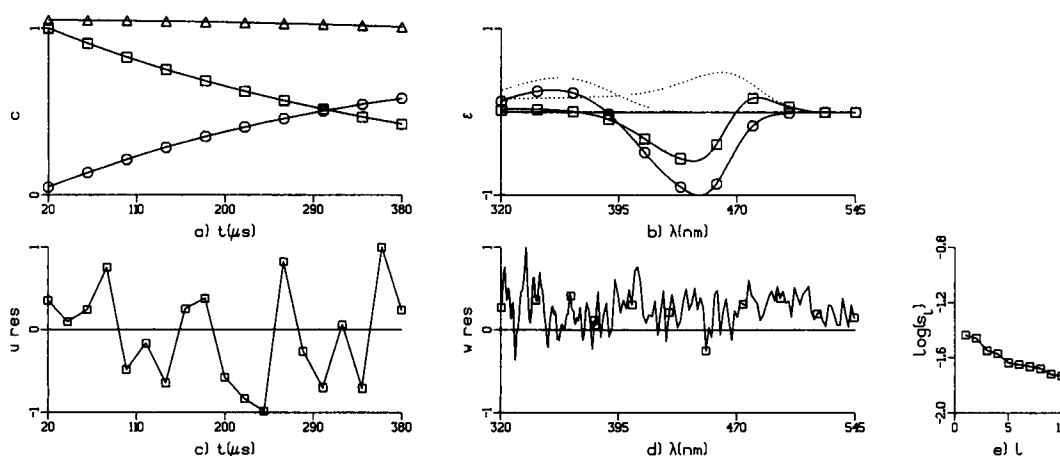 1
c
0
20 110 200 290 380
a) t(μs)
1
ε
-1
320 395 470 545
b) λ(nm)
1
u res
0
-1
20 110 200 290 380
c) t(μs)
1
w res
0
-1
320 395 470 545
d) λ(nm)
-0.8
-1.2
log(s_l)
-1.6
-2.0
0 5 1
e) l